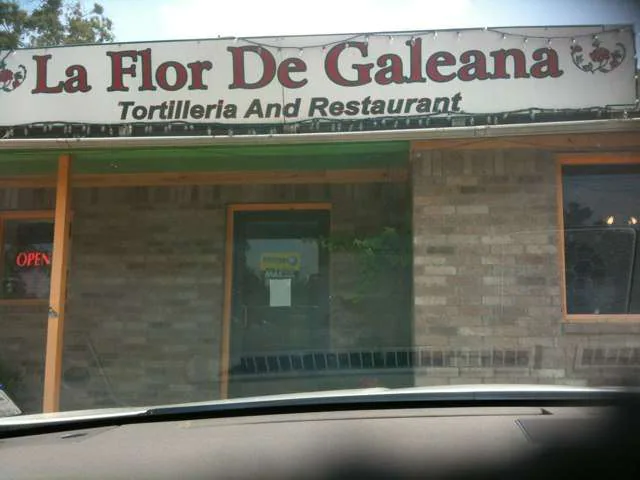 La Flor De Galeana
Tortilleria And Restaurant
OPEN